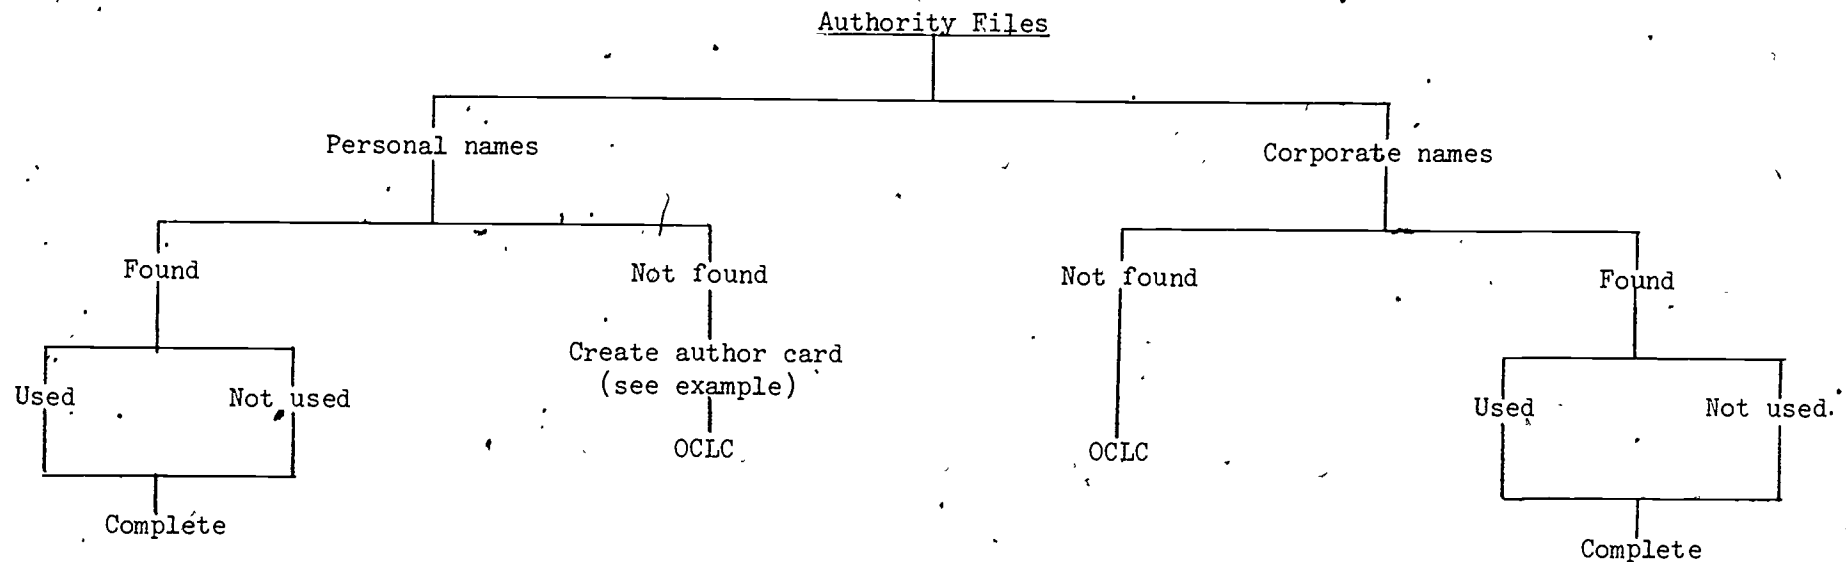 Authority Files
Personal names
Corporate names
Found
Not found
Not found
Found
Create author card
(see example)
Used
Not used
Used
Not used
OCLC
OCLC
Complete
Complete